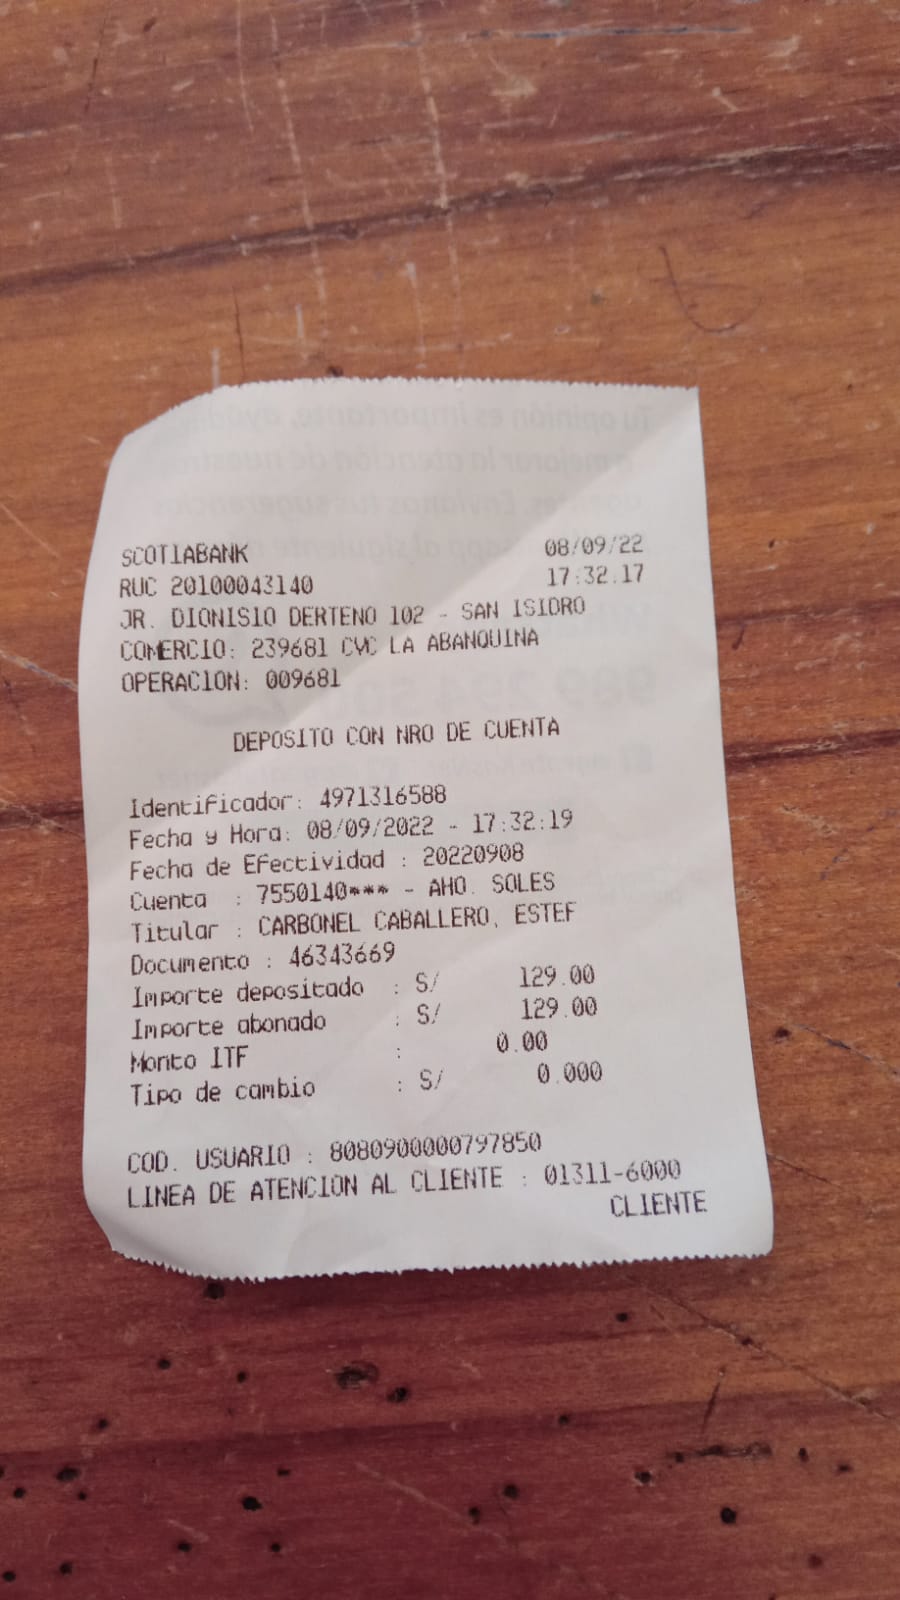 SCOTIABANK 08/09/22
RUC 20100043140 17:32.17
JR. DIONISIO DERTENO 102 - SAN ISIDRO
COMERCIO: 239681 CVC LA ABANQUINA
OPERACION: 009681
DEPOSITO CON NRO DE CUENTA
Identificador: 4971316588
Fecha y Hora: 08/09/2022 - 17:32:19
Fecha de Efectividad : 20220908
Cuenta : 7550140*** - AHO. SOLES
Titular : CARBONEL CABALLERO, ESTEF
Documento : 46343669
Importe depositado : S/ 129.00
Importe abonado : S/ 129.00
Monto ITF : 0.00
Tipo de cambio : S/ 0.000
COD. USUARIO : 8080900000797850
LINEA DE ATENCION AL CLIENTE : 01311-6000
CLIENTE